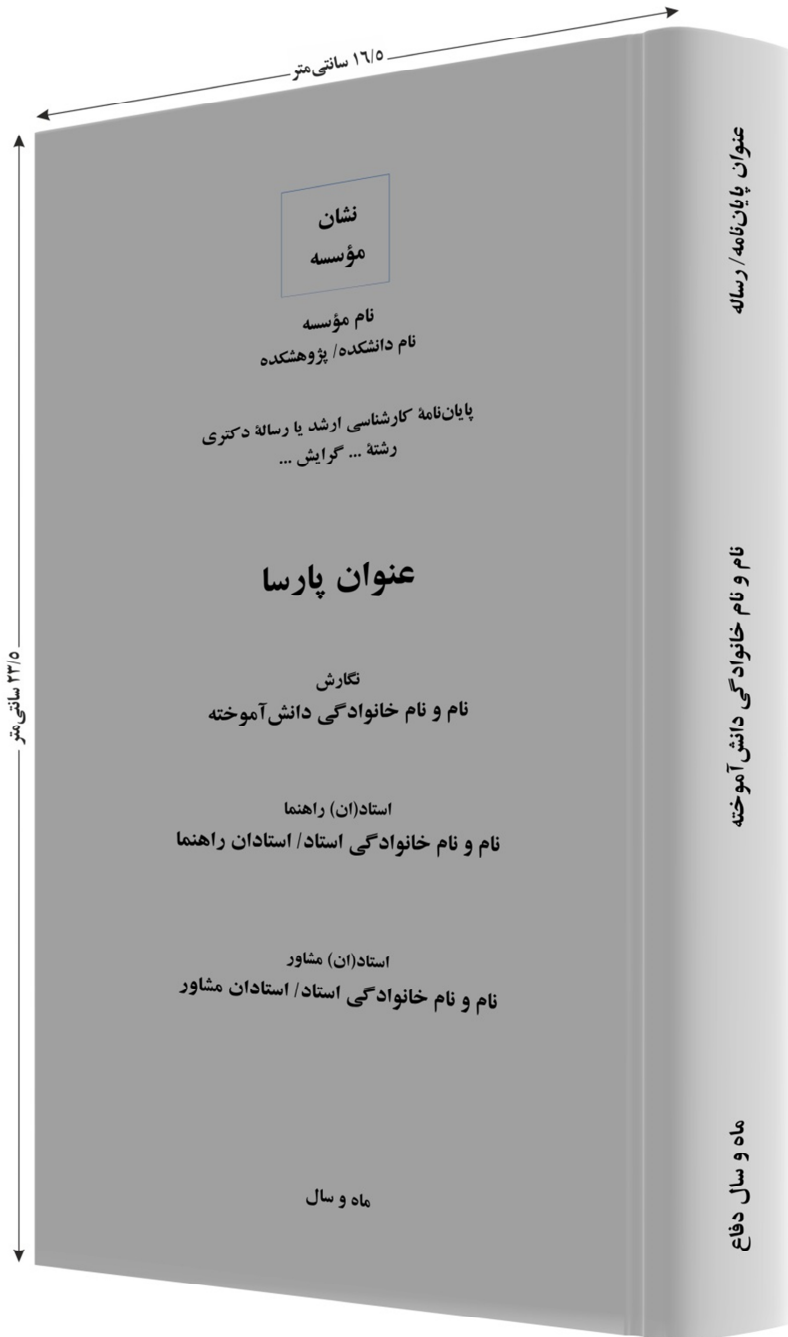 ۱۶/۵ سانتی‌متر
نشان
مؤسسه
نام مؤسسه
نام دانشکده/ پژوهشکده
پایان‌نامۀ کارشناسی ارشد یا رسالۀ دکتری
رشتۀ ... گرایش ...
عنوان پارسا
نگارش
نام و نام خانوادگی دانش‌آموخته
استاد(ان) راهنما
نام و نام خانوادگی استاد/ استادان راهنما
استاد(ان) مشاور
نام و نام خانوادگی استاد/ استادان مشاور
ماه و سال
۲۳/۵ سانتی‌متر
عنوان پایان‌نامه/ رساله
نام و نام خانوادگی دانش‌آموخته
ماه و سال دفاع